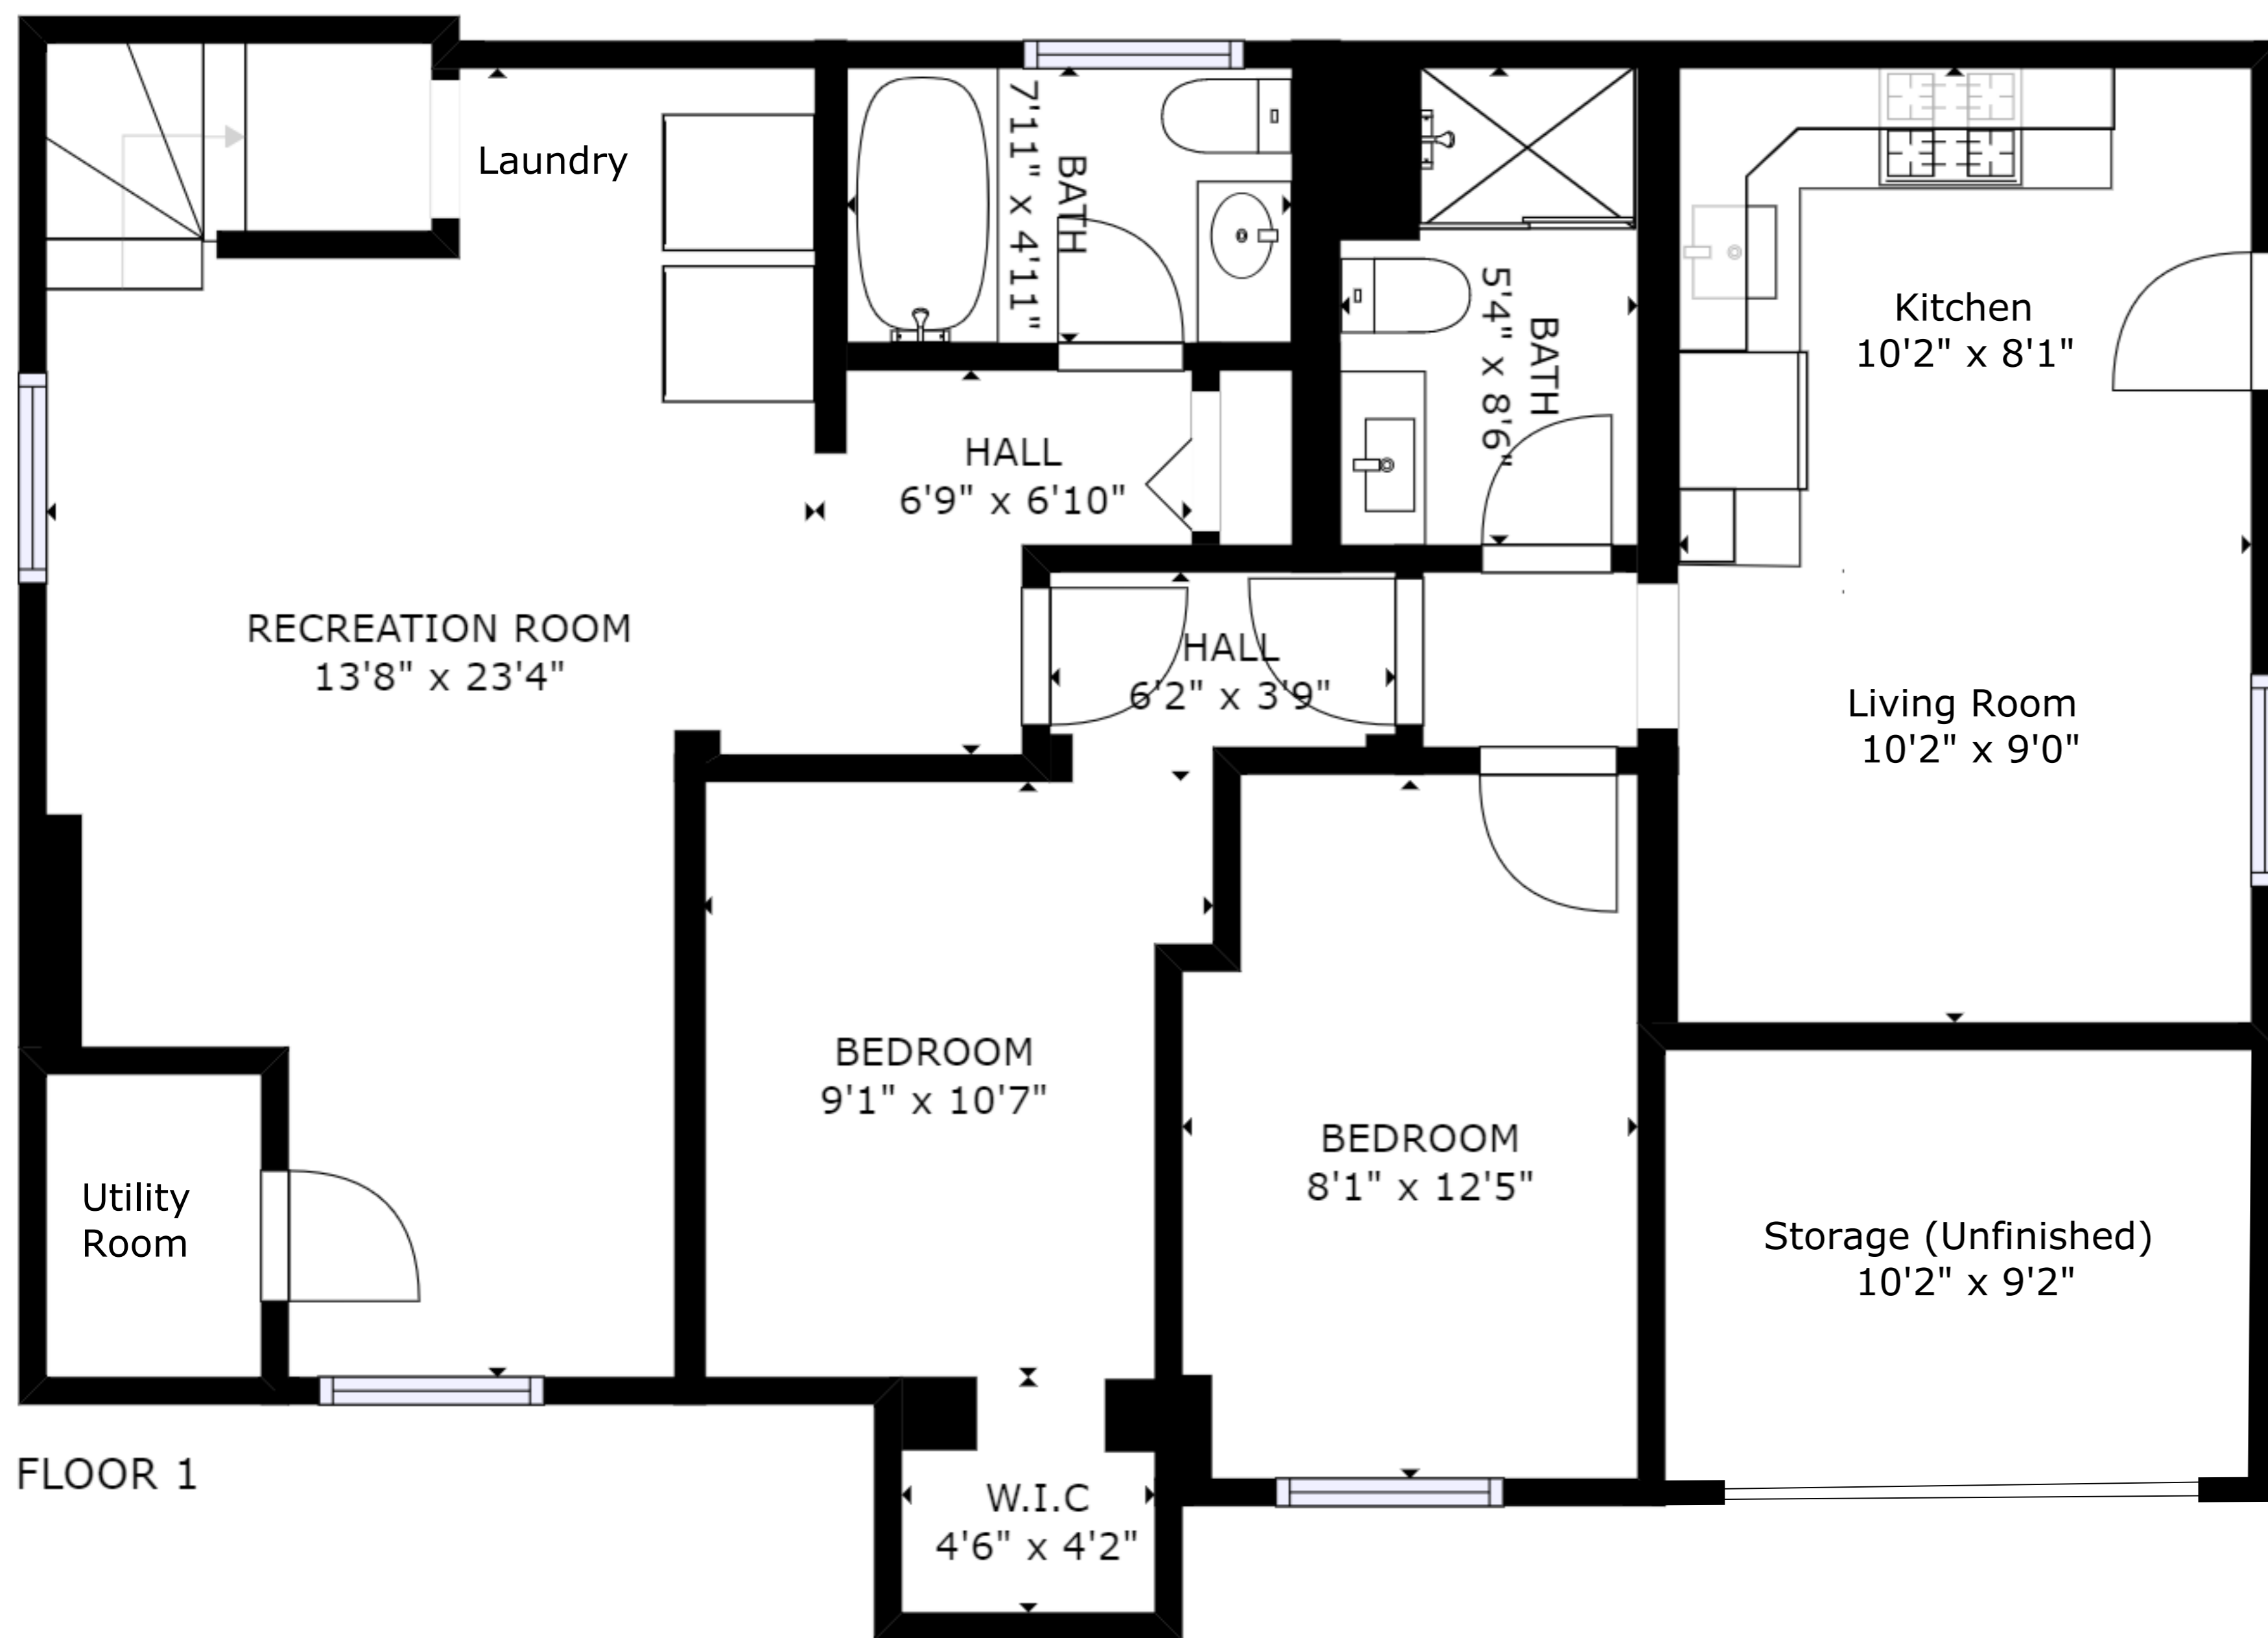 Laundry
BATH
7'11" x 4'11"
BATH
5'4" x 8'6"
Kitchen
10'2" x 8'1"
HALL
6'9" x 6'10"
RECREATION ROOM
13'8" x 23'4"
HALL
6'2" x 3'9"
Living Room
10'2" x 9'0"
BEDROOM
9'1" x 10'7"
BEDROOM
8'1" x 12'5"
Utility
Room
Storage (Unfinished)
10'2" x 9'2"
FLOOR 1
W.I.C
4'6" x 4'2"